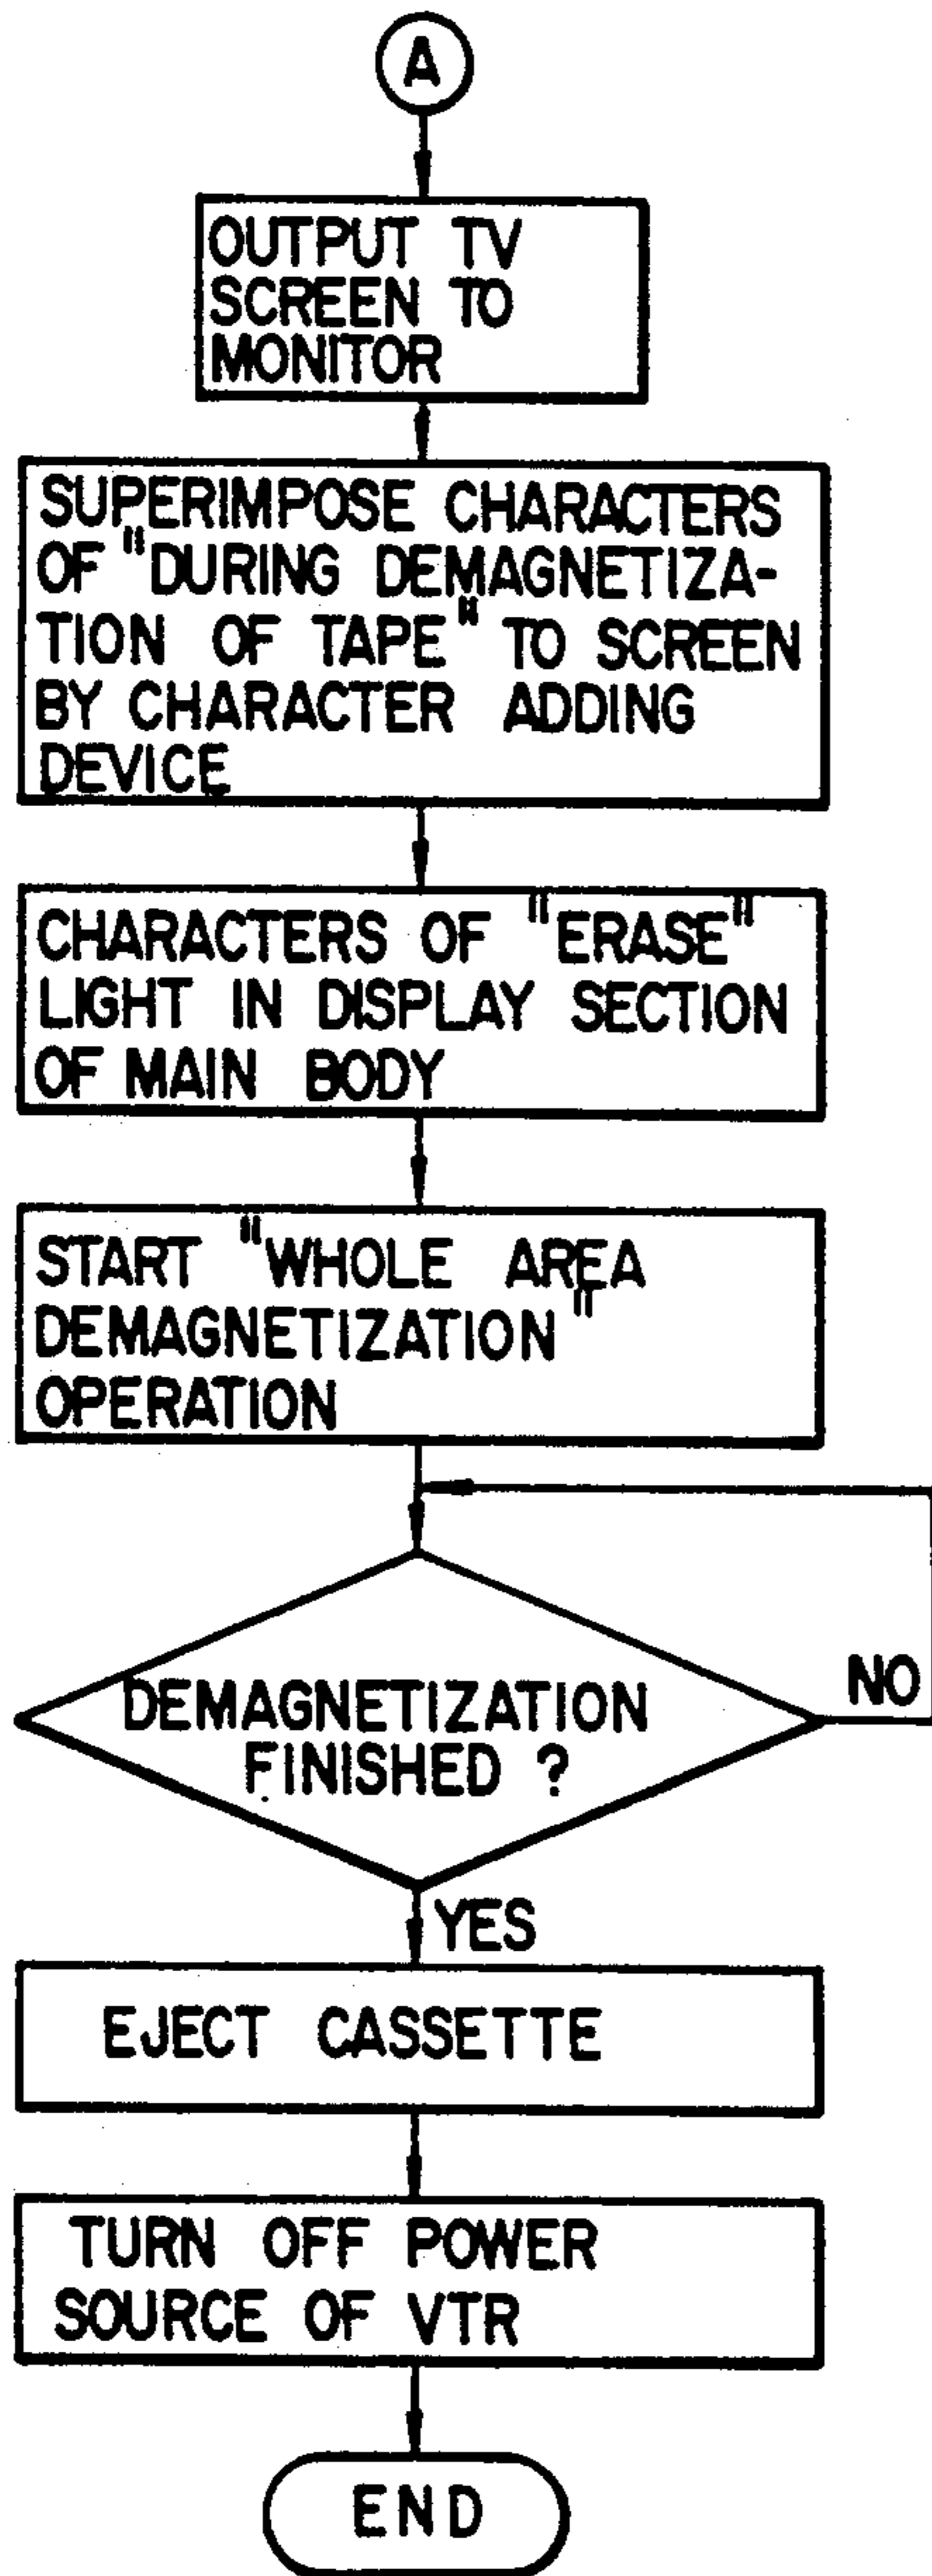 A
OUTPUT TV
SCREEN TO
MONITOR
SUPERIMPOSE CHARACTERS
OF "DURING DEMAGNETIZA-
TION OF TAPE" TO SCREEN
BY CHARACTER ADDING
DEVICE
CHARACTERS OF "ERASE"
LIGHT IN DISPLAY SECTION
OF MAIN BODY
START "WHOLE AREA
DEMAGNETIZATION"
OPERATION
DEMAGNETIZATION
FINISHED ?
NO
YES
EJECT CASSETTE
TURN OFF POWER
SOURCE OF VTR
END